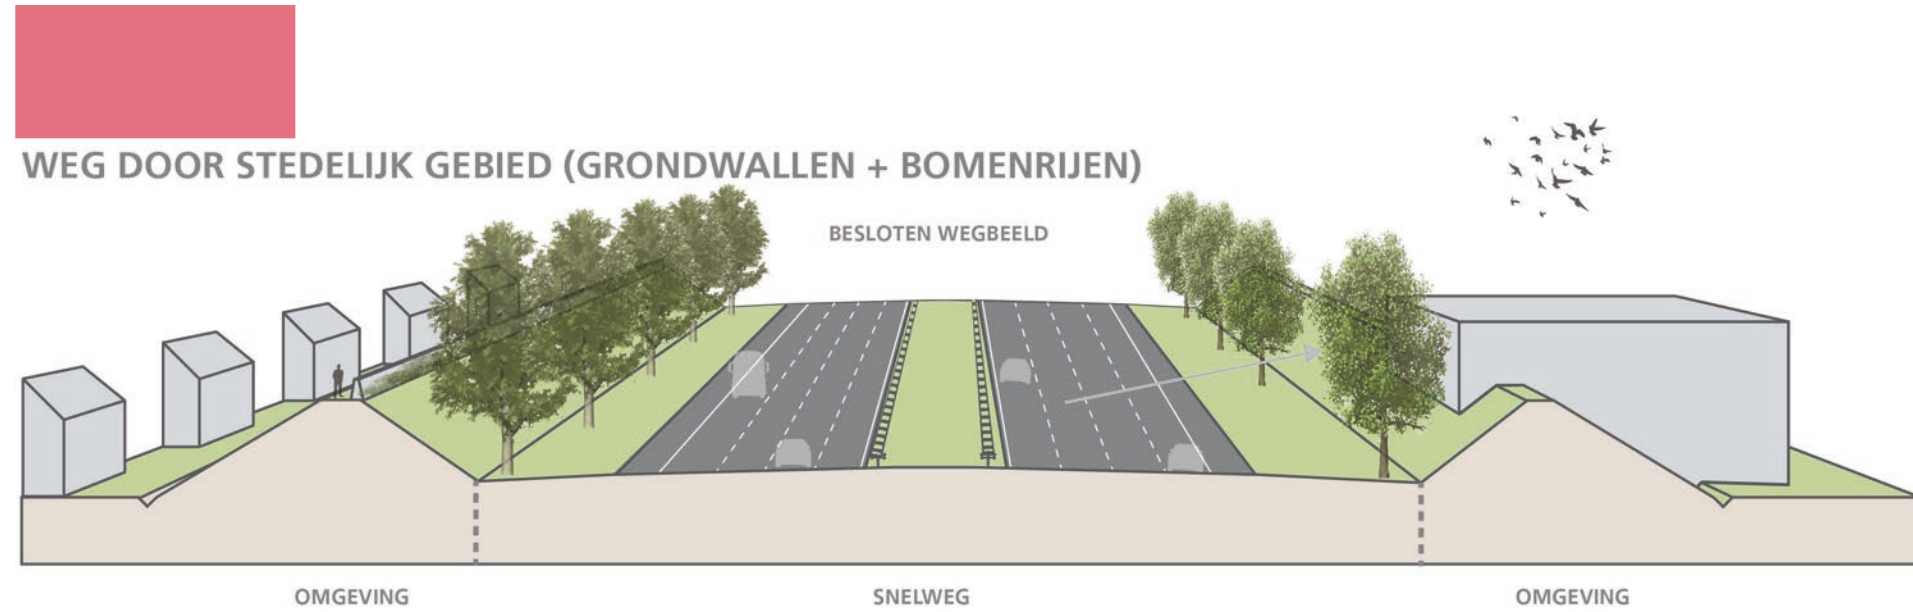 WEG DOOR STEDELIJK GEBIED (GRONDWALLEN + BOMENRIJEN)
BESLOTEN WEGBEELD
OMGEVING
SNELWEG
OMGEVING